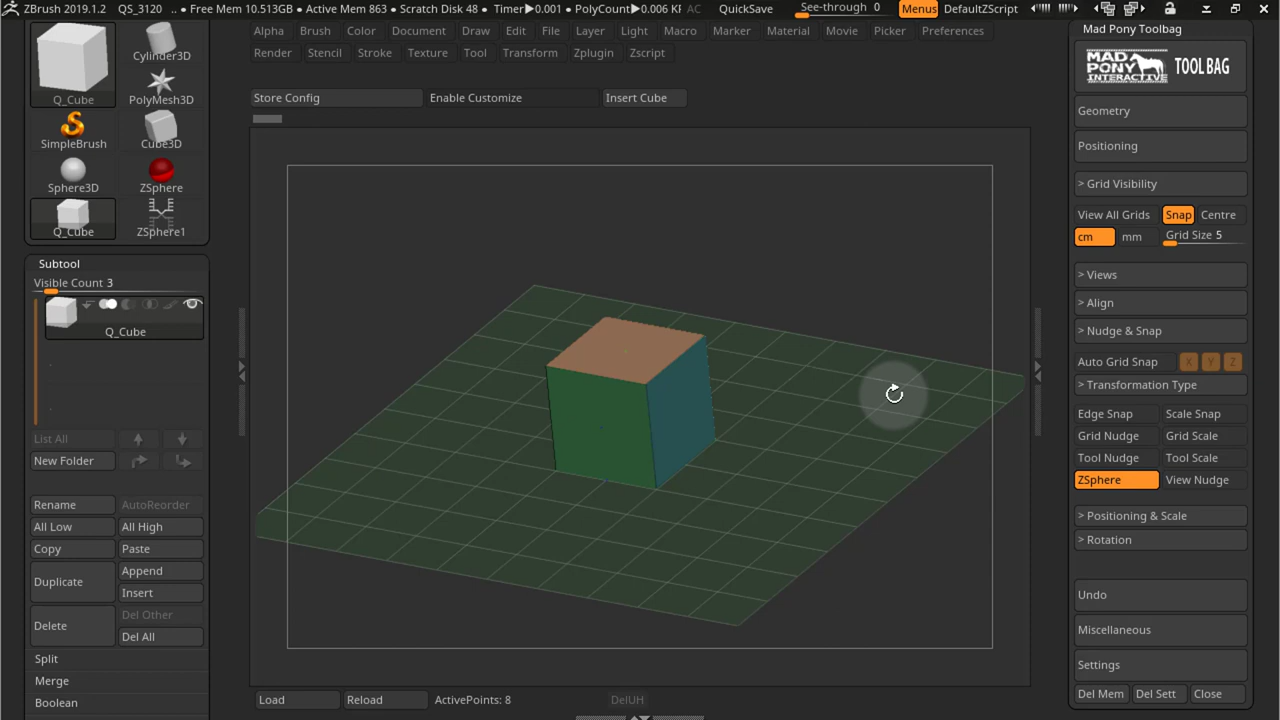 ZBrush 2019.1.2 QS_3120 • Free Mem 10.513GB • Active Mem 863 • Scratch Disk 48 • Timer▶0.001 • PolyCount▶0.006 KP AC QuickSave See-through 0 Menus DefaultZScript
Alpha Brush Color Document Draw Edit File Layer Light Macro Marker Material Movie Picker Preferences
Render Stencil Stroke Texture Tool Transform Zplugin Zscript
Store Config Enable Customize Insert Cube
Q_Cube
Cylinder3D
PolyMesh3D
SimpleBrush
Cube3D
Sphere3D
ZSphere
Q_Cube
ZSphere1
Subtool
Visible Count 3
Q_Cube
List All
New Folder
Rename AutoReorder
All Low All High
Copy Paste
Duplicate Append
Insert
Delete Del Other
Del All
Split
Merge
Boolean
Load Reload ActivePoints: 8 DelUH
Mad Pony Toolbag
MAD PONY INTERACTIVE TOOL BAG
Geometry
Positioning
> Grid Visibility
View All Grids Snap Centre
cm mm Grid Size 5
> Views
> Align
> Nudge & Snap
Auto Grid Snap X Y Z
> Transformation Type
Edge Snap Scale Snap
Grid Nudge Grid Scale
Tool Nudge Tool Scale
ZSphere View Nudge
> Positioning & Scale
> Rotation
Undo
Miscellaneous
Settings
Del Mem Del Sett Close